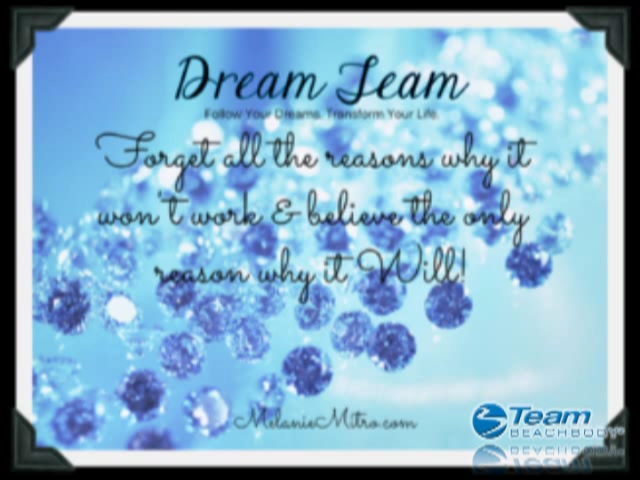 Dream Team
Follow Your Dreams. Transform Your Life.
Forget all the reasons why it
won't work & believe the only
reason why it Will!
MelanieMitro.com
Team
BEACHBODY